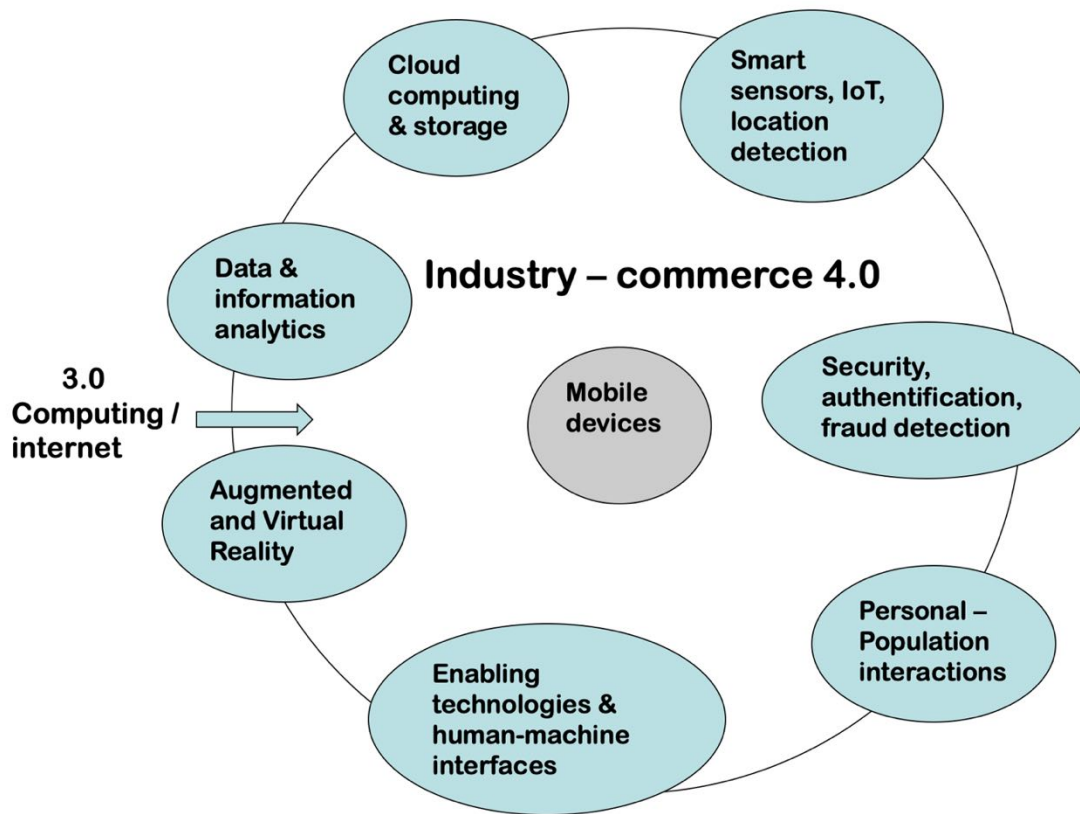 Cloud
computing
& storage
Smart
sensors, IoT,
location
detection
Data &
information
analytics
Industry – commerce 4.0
3.0
Computing /
internet
Mobile
devices
Security,
authentification,
fraud detection
Augmented
and Virtual
Reality
Personal –
Population
interactions
Enabling
technologies &
human-machine
interfaces